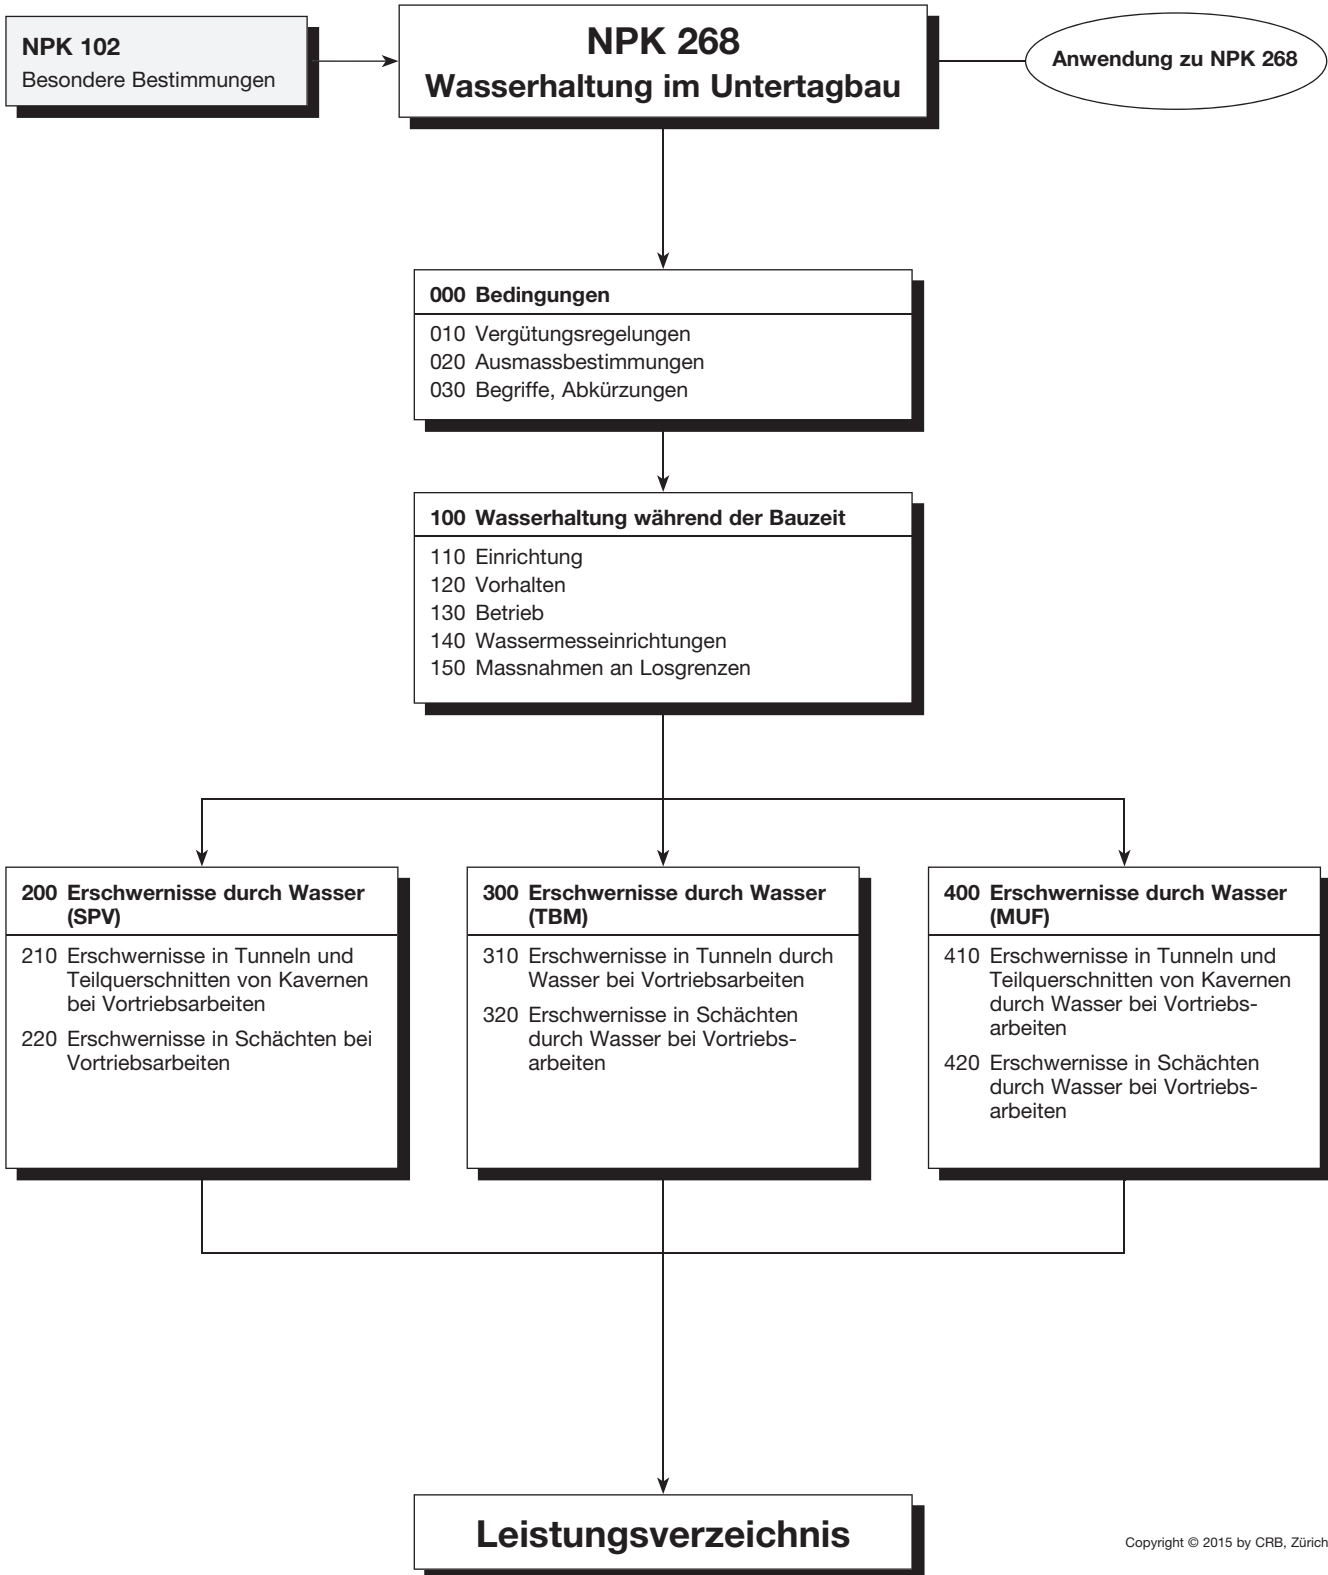 NPK 102
Besondere Bestimmungen
NPK 268
Wasserhaltung im Untertagbau
Anwendung zu NPK 268
000 Bedingungen
010 Vergütungsregelungen
020 Ausmassbestimmungen
030 Begriffe, Abkürzungen
100 Wasserhaltung während der Bauzeit
110 Einrichtung
120 Vorhalten
130 Betrieb
140 Wassermesseinrichtungen
150 Massnahmen an Losgrenzen
200 Erschwernisse durch Wasser
(SPV)
210 Erschwernisse in Tunneln und
Teilquerschnitten von Kavernen
bei Vortriebsarbeiten
220 Erschwernisse in Schächten bei
Vortriebsarbeiten
300 Erschwernisse durch Wasser
(TBM)
310 Erschwernisse in Tunneln durch
Wasser bei Vortriebsarbeiten
320 Erschwernisse in Schächten
durch Wasser bei Vortriebs-
arbeiten
400 Erschwernisse durch Wasser
(MUF)
410 Erschwernisse in Tunneln und
Teilquerschnitten von Kavernen
durch Wasser bei Vortriebs-
arbeiten
420 Erschwernisse in Schächten
durch Wasser bei Vortriebs-
arbeiten
Leistungsverzeichnis
Copyright © 2015 by CRB, Zürich